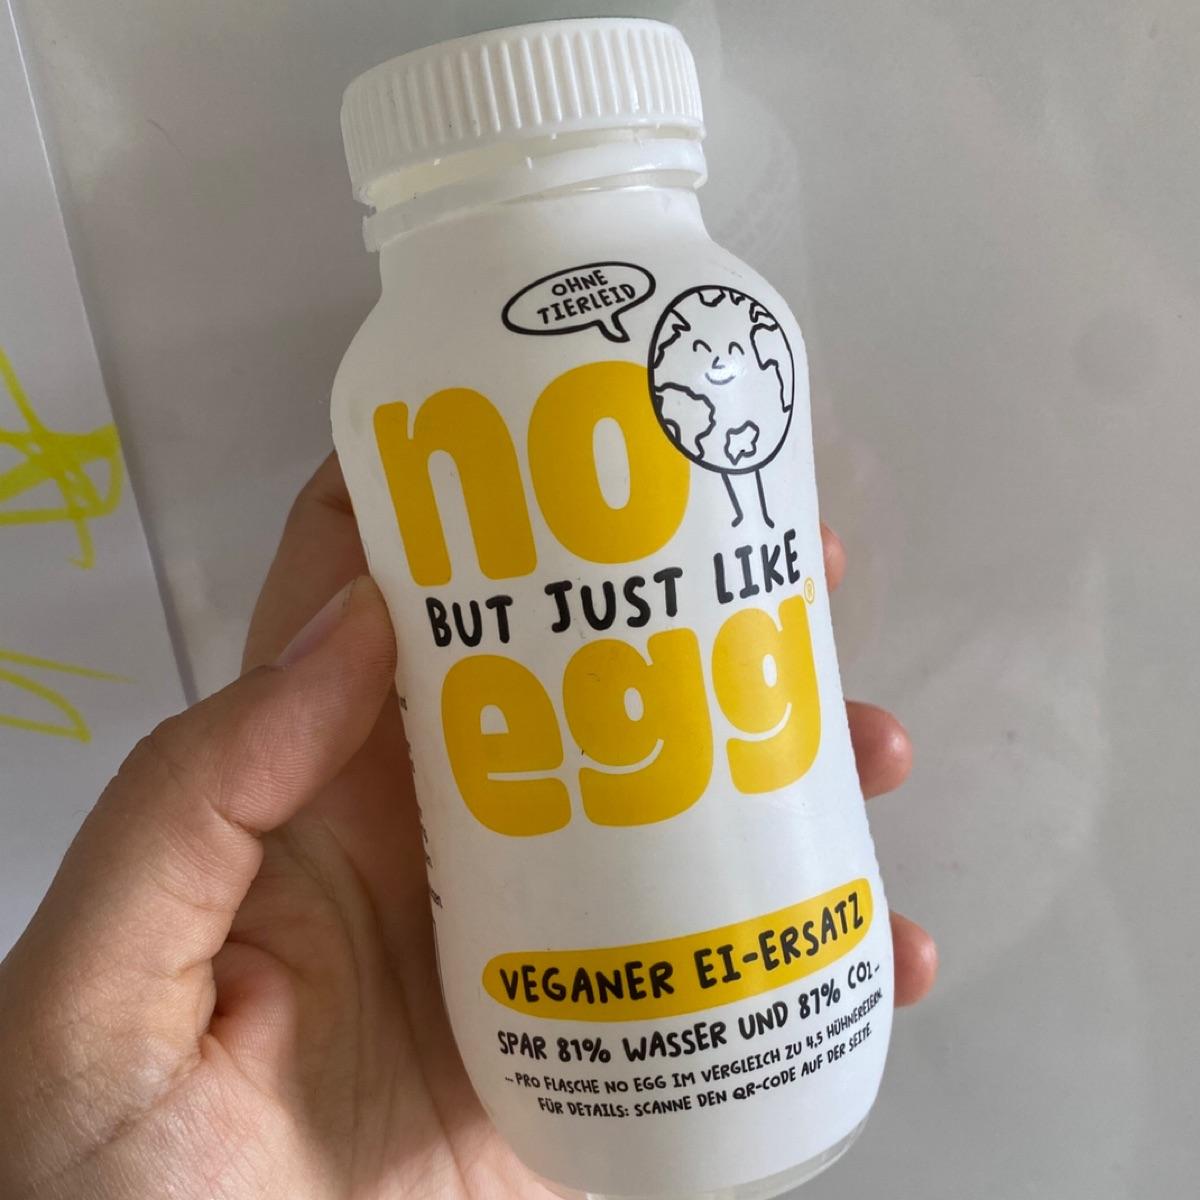 OHNE
TIERLEID
no
BUT JUST LIKE
egg®
VEGANER EI-ERSATZ
SPAR 81% WASSER UND 87% CO2-
...PRO FLASCHE NO EGG IM VERGLEICH ZU 4,5 HÜHNEREIERN.
FÜR DETAILS: SCANNE DEN QR-CODE AUF DER SEITE.